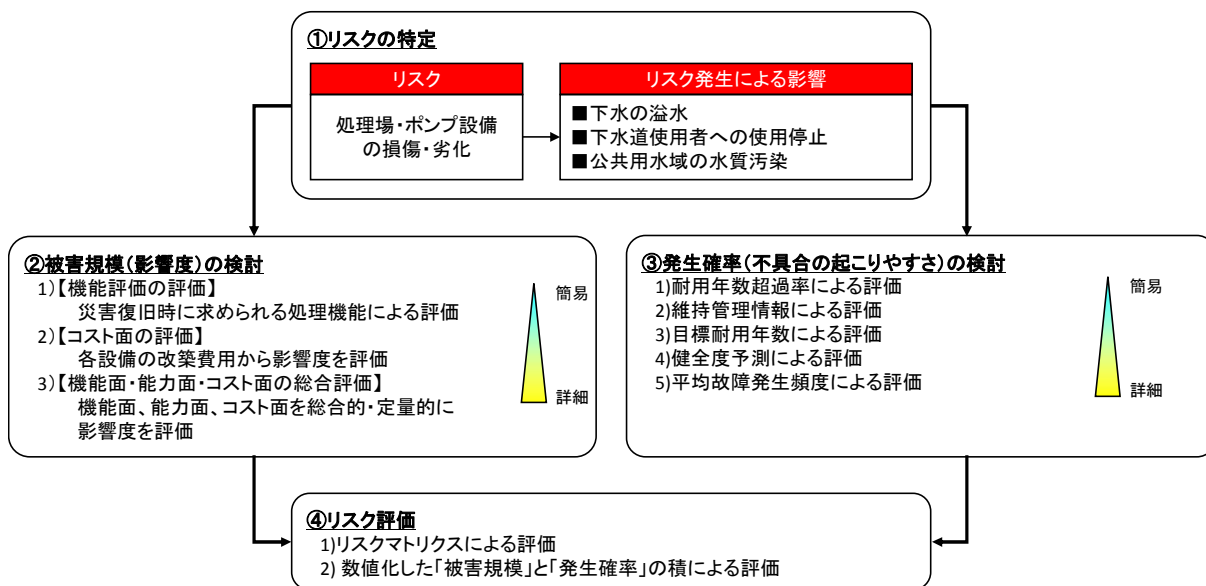 ①リスクの特定
リスク
処理場・ポンプ設備
の損傷・劣化
リスク発生による影響
■下水の溢水
■下水道使用者への使用停止
■公共用水域の水質汚染
②被害規模（影響度）の検討
1）【機能評価の評価】
災害復旧時に求められる処理機能による評価
2）【コスト面の評価】
各設備の改築費用から影響度を評価
3）【機能面・能力面・コスト面の総合評価】
機能面、能力面、コスト面を総合的・定量的に
影響度を評価
簡易
詳細
③発生確率（不具合の起こりやすさ）の検討
1)耐用年数超過率による評価
2)維持管理情報による評価
3)目標耐用年数による評価
4)健全度予測による評価
5)平均故障発生頻度による評価
簡易
詳細
④リスク評価
1)リスクマトリクスによる評価
2) 数値化した「被害規模」と「発生確率」の積による評価